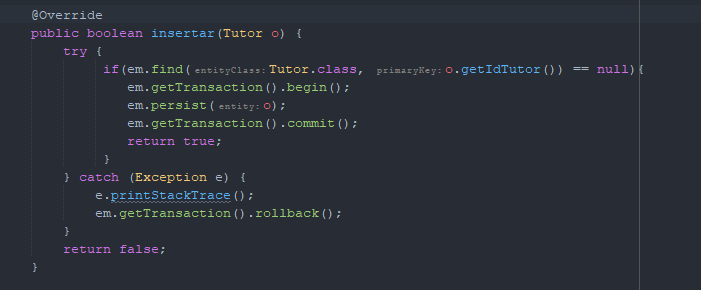 @Override
public boolean insertar(Tutor o) {
try {
if(em.find( entityClass: Tutor.class, primaryKey: o.getIdTutor()) == null){
em.getTransaction().begin();
em.persist( entity: o);
em.getTransaction().commit();
return true;
}
} catch (Exception e) {
e.printStackTrace();
em.getTransaction().rollback();
}
return false;
}